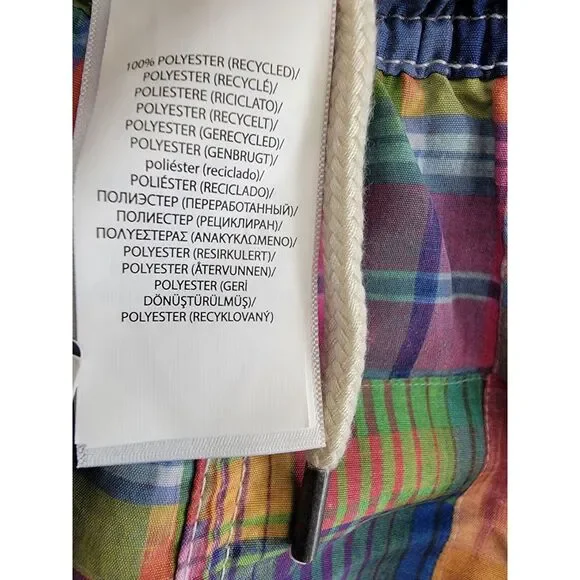 100% POLYESTER (RECYCLED)/
POLYESTER (RECYCLÉ)/
POLIESTERE (RICICLATO)/
POLYESTER (RECYCELT)/
POLYESTER (GERECYCLED)/
POLYESTER (GENBRUGT)/
poliéster (reciclado)/
POLIÉSTER (RECICLADO)/
ПОЛИЭСТЕР (ПЕРЕРАБОТАННЫЙ)/
ПОЛИЕСТЕР (РЕЦИКЛИРАН)/
ΠΟΛΥΕΣΤΕΡΑΣ (ΑΝΑΚΥΚΛΩΜΕΝΟ)/
POLYESTER (RESIRKULERT)/
POLYESTER (ÅTERVUNNEN)/
POLYESTER (GERİ
DÖNÜŞTÜRÜLMÜŞ)/
POLYESTER (RECYKLOVANÝ)